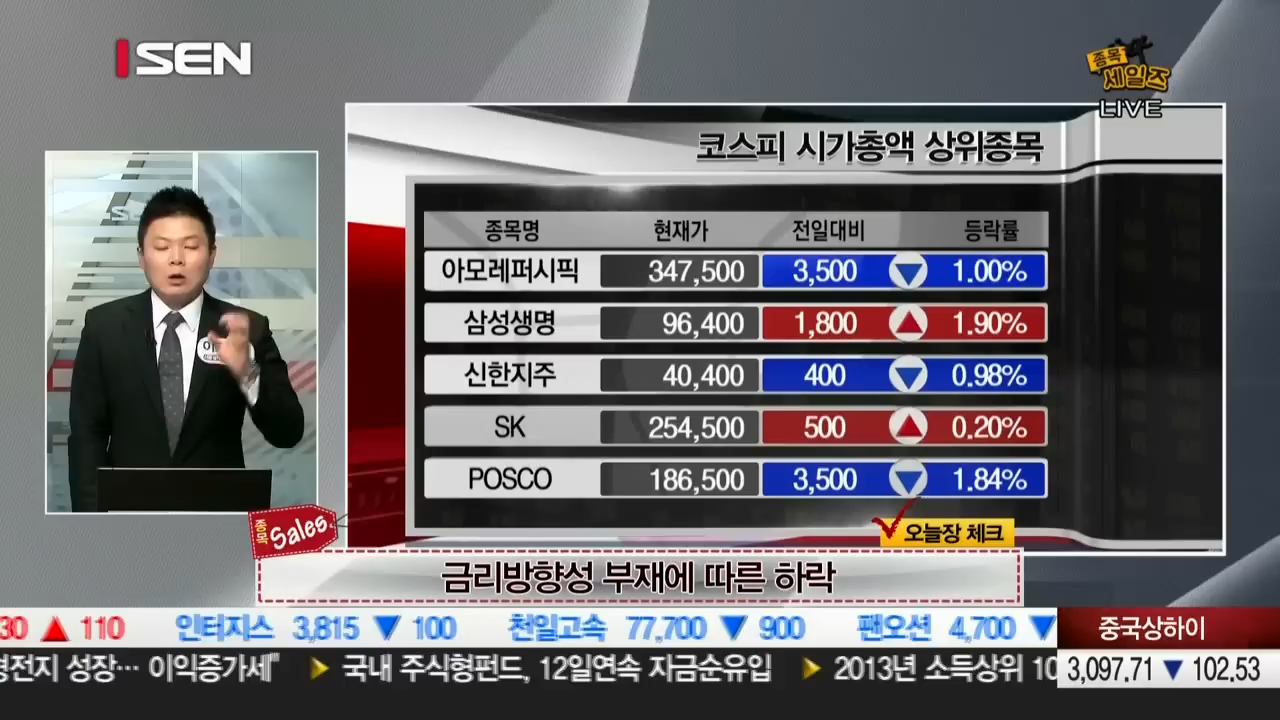 SEN
종목
세일즈
LIVE
코스피 시가총액 상위종목
종목명 현재가 전일대비 등락률
아모레퍼시픽 347,500 3,500 ▼ 1.00%
삼성생명 96,400 1,800 ▲ 1.90%
신한지주 40,400 400 ▼ 0.98%
SK 254,500 500 ▲ 0.20%
POSCO 186,500 3,500 ▼ 1.84%
종목 Sales
오늘장 체크
금리방향성 부재에 따른 하락
30 ▲ 110 인터지스 3,815 ▼ 100 천일고속 77,700 ▼ 900 팬오션 4,700 ▼
중국상하이
전지 성장… 이익증가세" ▶ 국내 주식형펀드, 12일연속 자금순유입 ▶ 2013년 소득상위 10
3,097.71 ▼ 102.53